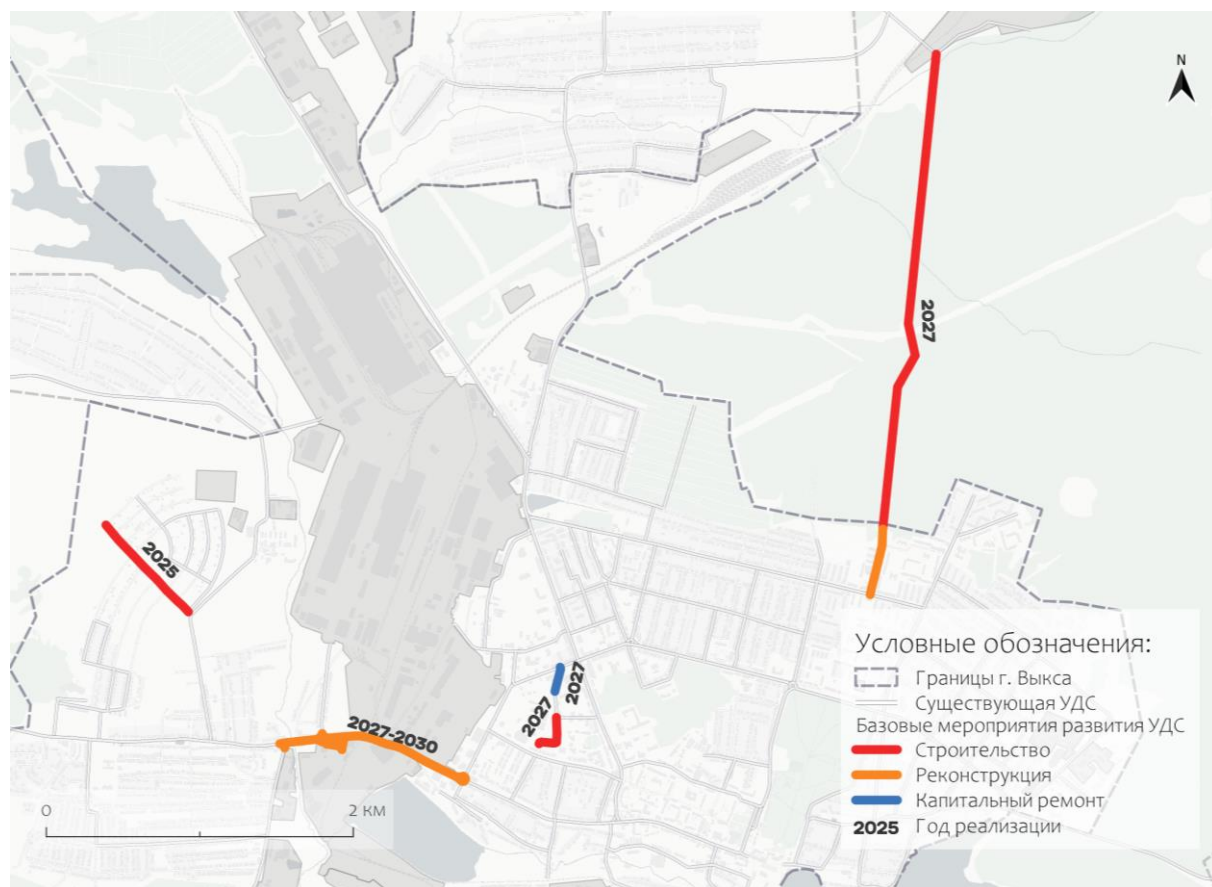 N
2027
2025
2027
2027
2027-2030
0
2 км
Условные обозначения:
Границы г. Выкса
Существующая УДС
Базовые мероприятия развития УДС
Строительство
Реконструкция
Капитальный ремонт
2025 Год реализации